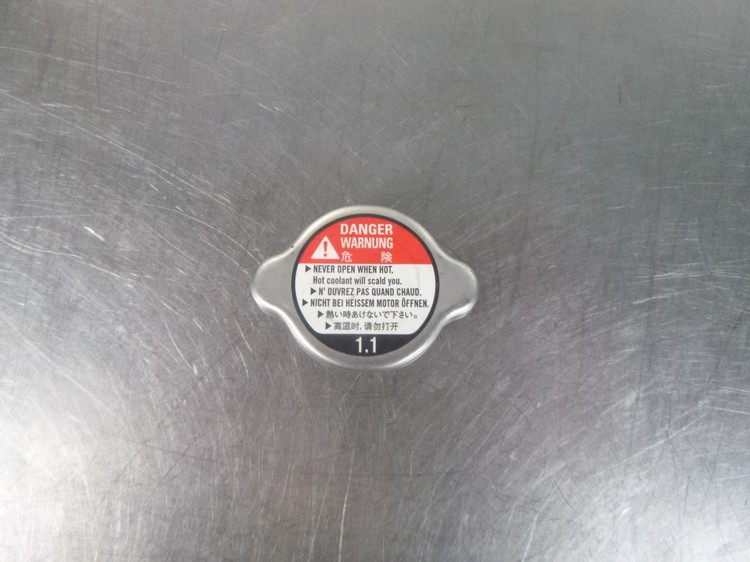 DANGER
WARNUNG
危 険
▶NEVER OPEN WHEN HOT.
Hot coolant will scald you.
▶N' OUVREZ PAS QUAND CHAUD.
▶NICHT BEI HEISSEM MOTOR ÖFFNEN.
▶熱い時あけないで下さい。
▶高温时, 请勿打开
1.1